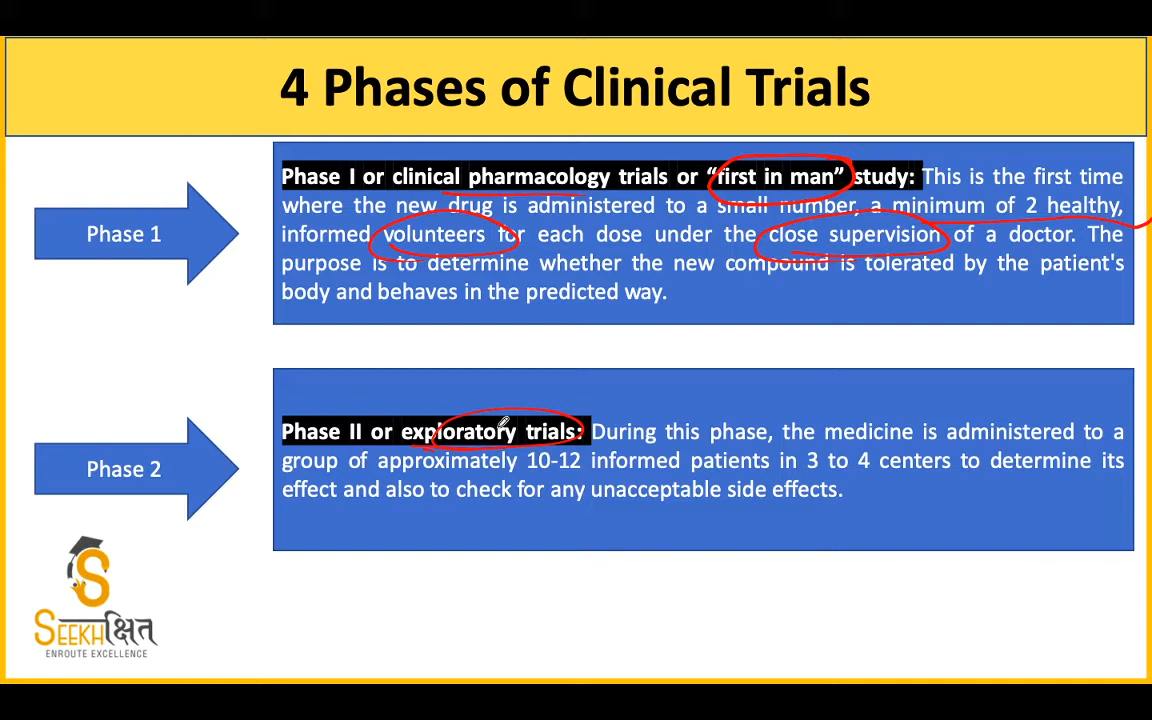 4 Phases of Clinical Trials
Phase 1
Phase I or clinical pharmacology trials or “first in man” study: This is the first time
where the new drug is administered to a small number, a minimum of 2 healthy,
informed volunteers for each dose under the close supervision of a doctor. The
purpose is to determine whether the new compound is tolerated by the patient's
body and behaves in the predicted way.
Phase 2
Phase II or exploratory trials: During this phase, the medicine is administered to a
group of approximately 10-12 informed patients in 3 to 4 centers to determine its
effect and also to check for any unacceptable side effects.
S
SEEKHक्षित
ENROUTE EXCELLENCE